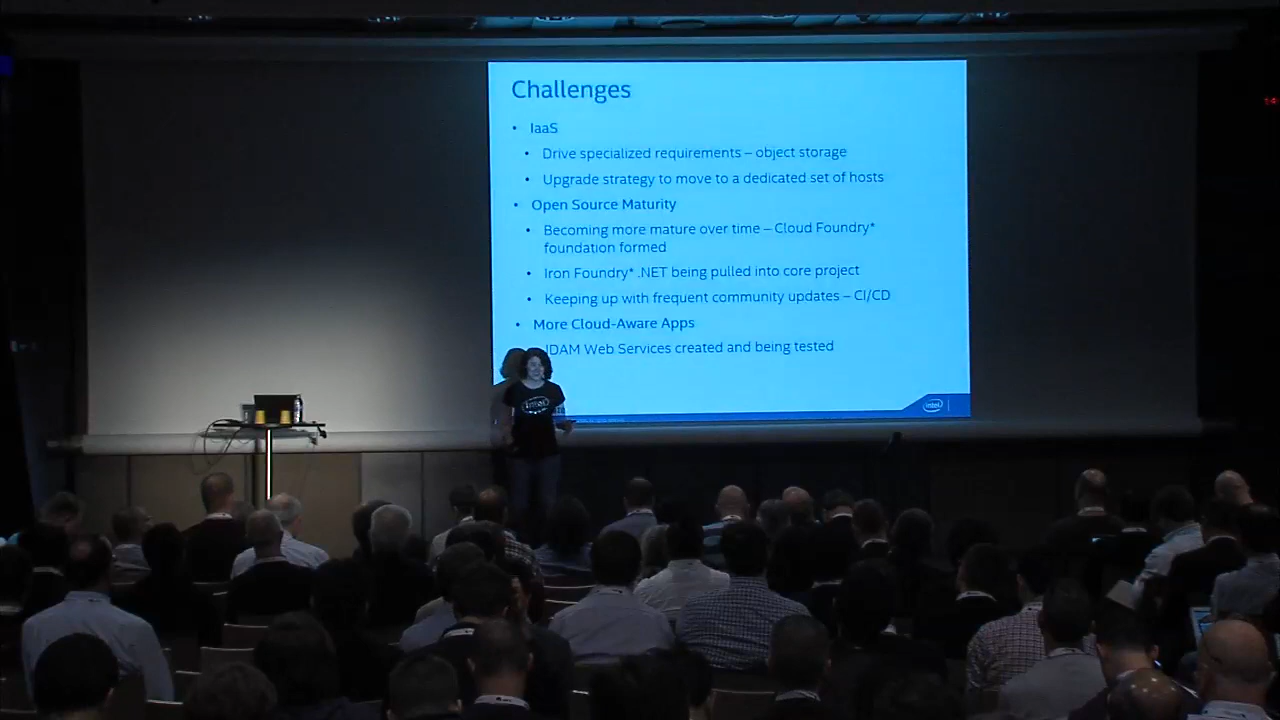 Challenges
• IaaS
• Drive specialized requirements – object storage
• Upgrade strategy to move to a dedicated set of hosts
• Open Source Maturity
• Becoming more mature over time – Cloud Foundry*
foundation formed
• Iron Foundry* .NET being pulled into core project
• Keeping up with frequent community updates – CI/CD
• More Cloud-Aware Apps
IDAM Web Services created and being tested
intel
intel